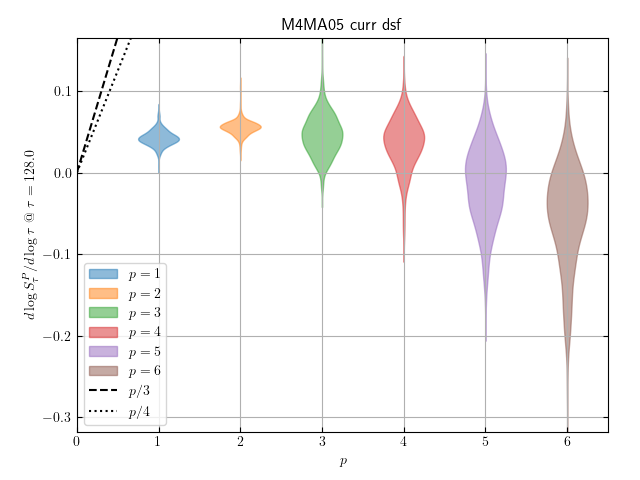 M4MA05 curr dsf
d log S_τ^P / d log τ @ τ = 128.0
0.1
0.0
−0.1
−0.2
−0.3
p = 1
p = 2
p = 3
p = 4
p = 5
p = 6
p/3
p/4
0 1 2 3 4 5 6
p